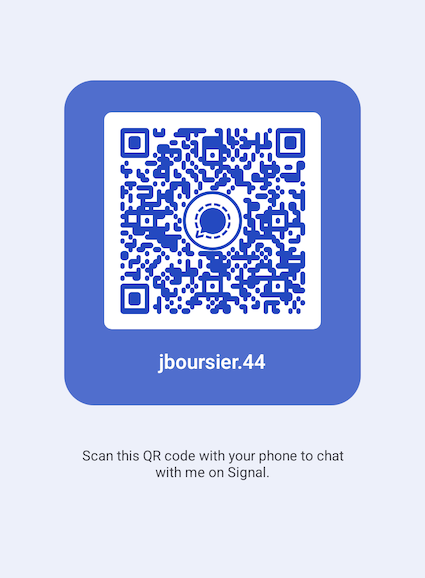 jboursier.44
Scan this QR code with your phone to chat
with me on Signal.